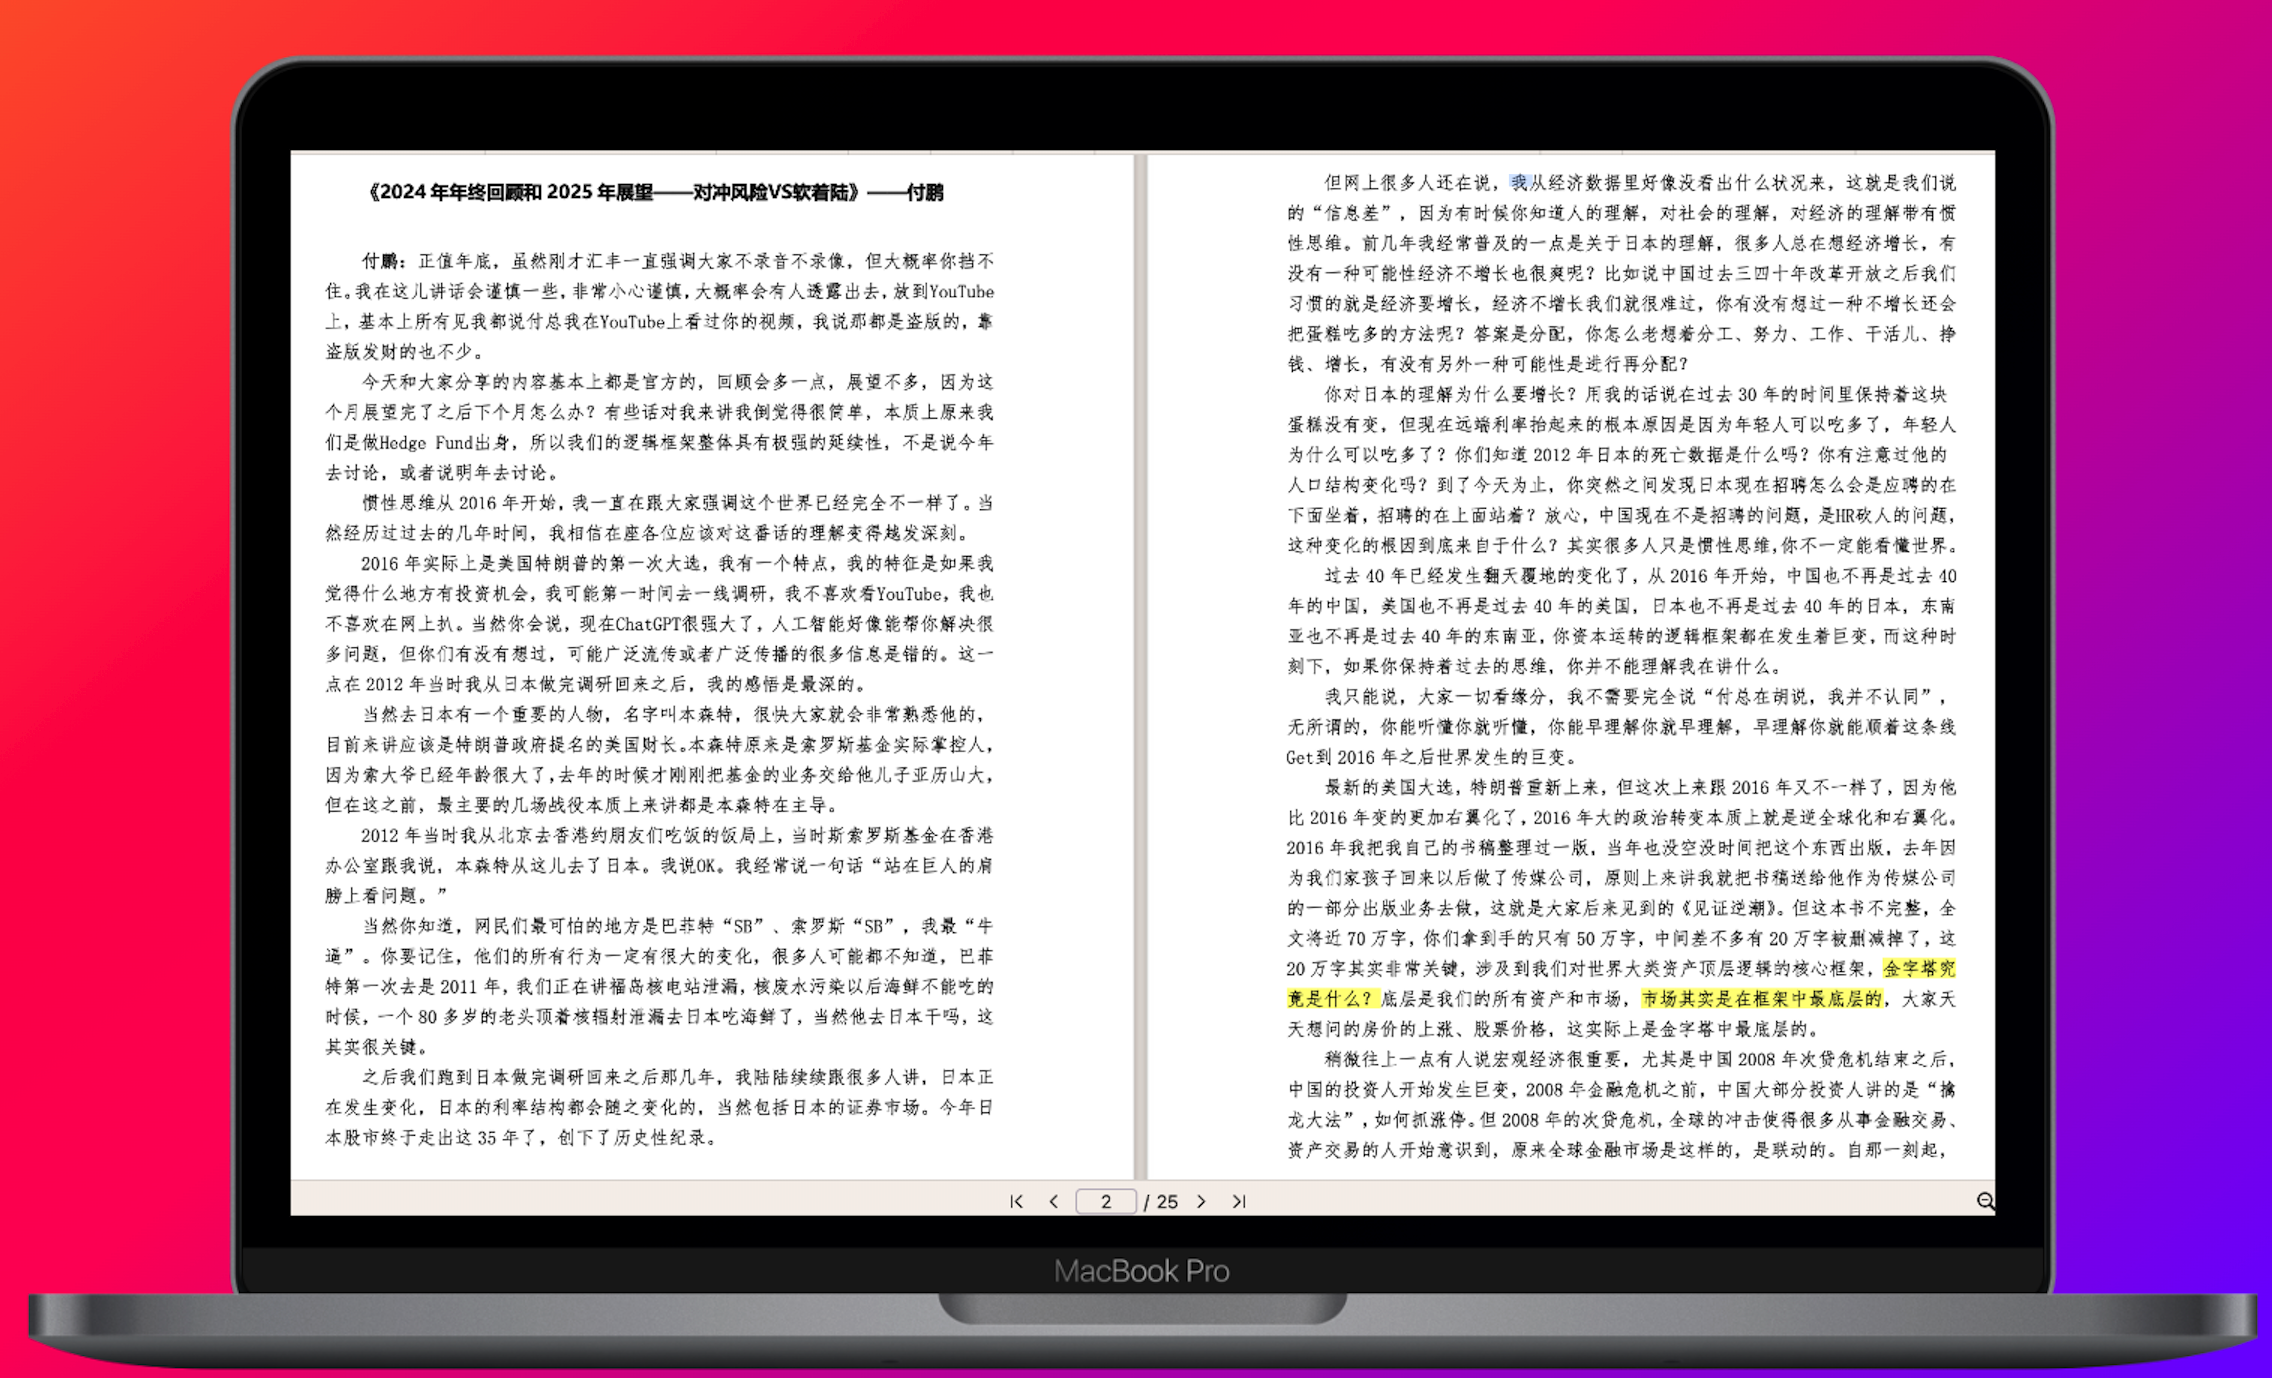 《2024 年年终回顾和 2025 年展望——对冲风险VS软着陆》——付鹏
付鹏：正值年底，虽然刚才汇丰一直强调大家不录音不录像，但大概率你挡不
住。我在这儿讲话会谨慎一些，非常小心谨慎，大概率会有人透露出去，放到YouTube
上，基本上所有见我都说付总我在YouTube上看过你的视频，我说那都是盗版的，靠
盗版发财的也不少。
今天和大家分享的内容基本上都是官方的，回顾会多一点，展望不多，因为这
个月展望完了之后下个月怎么办？有些话对我来讲我倒觉得很简单，本质上原来我
们是做Hedge Fund出身，所以我们的逻辑框架整体具有极强的延续性，不是说今年
去讨论，或者说明年去讨论。
惯性思维从 2016 年开始，我一直在跟大家强调这个世界已经完全不一样了。当
然经历过过去的几年时间，我相信在座各位应该对这番话的理解变得越发深刻。
2016 年实际上是美国特朗普的第一次大选，我有一个特点，我的特征是如果我
觉得什么地方有投资机会，我可能第一时间去一线调研，我不喜欢看YouTube，我也
不喜欢在网上扒。当然你会说，现在ChatGPT很强大了，人工智能好像能帮你解决很
多问题，但你们有没有想过，可能广泛流传或者广泛传播的很多信息是错的。这一
点在 2012 年当时我从日本做完调研回来之后，我的感悟是最深的。
当然去日本有一个重要的人物，名字叫本森特，很快大家就会非常熟悉他的，
目前来讲应该是特朗普政府提名的美国财长。本森特原来是索罗斯基金实际掌控人，
因为索大爷已经年龄很大了，去年的时候才刚刚把基金的业务交给他儿子亚历山大，
但在这之前，最主要的几场战役本质上来讲都是本森特在主导。
2012 年当时我从北京去香港约朋友们吃饭的饭局上，当时斯索罗斯基金在香港
办公室跟我说，本森特从这儿去了日本。我说OK。我经常说一句话“站在巨人的肩
膀上看问题。”
当然你知道，网民们最可怕的地方是巴菲特“SB”、索罗斯“SB”，我最“牛
逼”。你要记住，他们的所有行为一定有很大的变化，很多人可能都不知道，巴菲
特第一次去是 2011 年，我们正在讲福岛核电站泄漏，核废水污染以后海鲜不能吃的
时候，一个 80 多岁的老头顶着核辐射泄漏去日本吃海鲜了，当然他去日本干吗，这
其实很关键。
之后我们跑到日本做完调研回来之后那几年，我陆陆续续跟很多人讲，日本正
在发生变化，日本的利率结构都会随之变化的，当然包括日本的证券市场。今年日
本股市终于走出这 35 年了，创下了历史性纪录。
但网上很多人还在说，我从经济数据里好像没看出什么状况来，这就是我们说
的“信息差”，因为有时候你知道人的理解，对社会的理解，对经济的理解带有惯
性思维。前几年我经常普及的一点是关于日本的理解，很多人总在想经济增长，有
没有一种可能性经济不增长也很爽呢？比如说中国过去三四十年改革开放之后我们
习惯的就是经济要增长，经济不增长我们就很难过，你有没有想过一种不增长还会
把蛋糕吃多的方法呢？答案是分配，你怎么老想着分工、努力、工作、干活儿、挣
钱、增长，有没有另外一种可能性是进行再分配？
你对日本的理解为什么要增长？用我的话说在过去 30 年的时间里保持着这块
蛋糕没有变，但现在远端利率抬起来的根本原因是因为年轻人可以吃多了，年轻人
为什么可以吃多了？你们知道 2012 年日本的死亡数据是什么吗？你有注意过他的
人口结构变化吗？到了今天为止，你突然之间发现日本现在招聘怎么会是应聘的在
下面坐着，招聘的在上面站着？放心，中国现在不是招聘的问题，是HR砍人的问题，
这种变化的根因到底来自于什么？其实很多人只是惯性思维，你不一定能看懂世界。
过去 40 年已经发生翻天覆地的变化了，从 2016 年开始，中国也不再是过去 40
年的中国，美国也不再是过去 40 年的美国，日本也不再是过去 40 年的日本，东南
亚也不再是过去 40 年的东南亚，你资本运转的逻辑框架都在发生着巨变，而这种时
刻下，如果你保持着过去的思维，你并不能理解我在讲什么。
我只能说，大家一切看缘分，我不需要完全说“付总在胡说，我并不认同”，
无所谓的，你能听懂你就听懂，你能早理解你就早理解，早理解你就能顺着这条线
Get到 2016 年之后世界发生的巨变。
最新的美国大选，特朗普重新上来，但这次上来跟 2016 年又不一样了，因为他
比 2016 年变的更加右翼化了，2016 年大的政治转变本质上就是逆全球化和右翼化。
2016 年我把我自己的书稿整理过一版，当年也没空没时间把这个东西出版，去年因
为我们家孩子回来以后做了传媒公司，原则上来讲我就把书稿送给他作为传媒公司
的一部分出版业务去做，这就是大家后来见到的《见证逆潮》。但这本书不完整，全
文将近 70 万字，你们拿到手的只有 50 万字，中间差不多有 20 万字被删减掉了，这
20 万字其实非常关键，涉及到我们对世界大类资产顶层逻辑的核心框架，金字塔究
竟是什么？底层是我们的所有资产和市场，市场其实是在框架中最底层的，大家天
天想问的房价的上涨、股票价格，这实际上是金字塔中最底层的。
稍微往上一点有人说宏观经济很重要，尤其是中国 2008 年次贷危机结束之后，
中国的投资人开始发生巨变，2008 年金融危机之前，中国大部分投资人讲的是“擒
龙大法”，如何抓涨停。但 2008 年的次贷危机，全球的冲击使得很多从事金融交易、
资产交易的人开始意识到，原来全球金融市场是这样的，是联动的。自那一刻起，
2 / 25
MacBook Pro